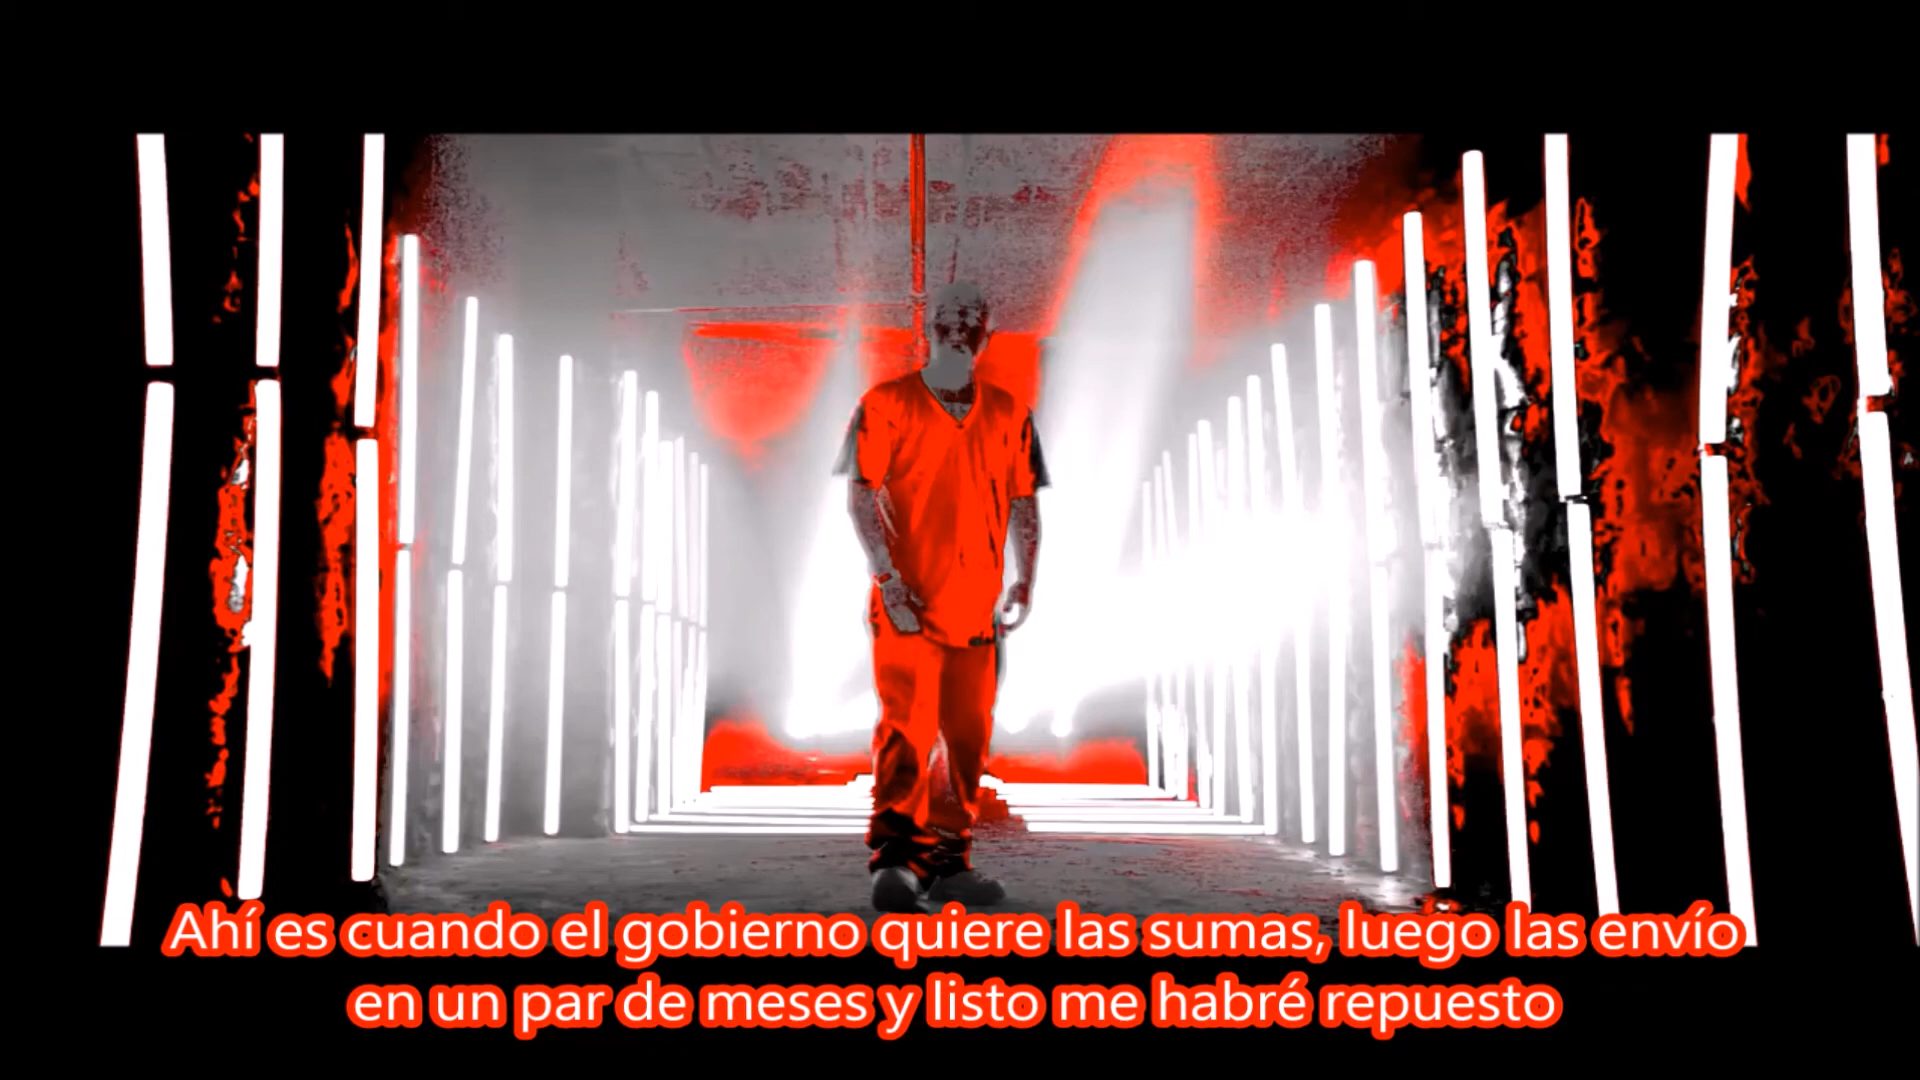 Ahí es cuando el gobierno quiere las sumas, luego las envío
en un par de meses y listo me habré repuesto